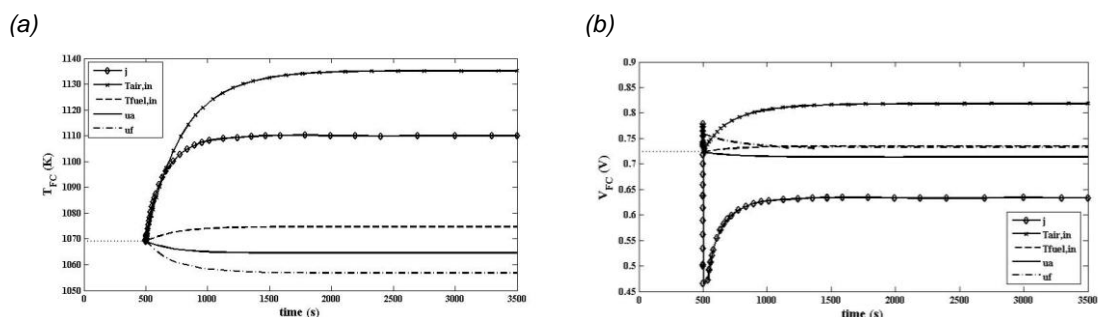 (a)
(b)
1140
1130
1120
1110
1100
1090
1080
1070
1060
1050
T_FC (K)
j
Tair,in
Tfuel,in
ua
uf
0 500 1000 1500 2000 2500 3000 3500
time (s)
0.9
0.85
0.8
0.75
0.7
0.65
0.6
0.55
0.5
0.45
V_FC (V)
j
Tair,in
Tfuel,in
ua
uf
0 500 1000 1500 2000 2500 3000 3500
time (s)